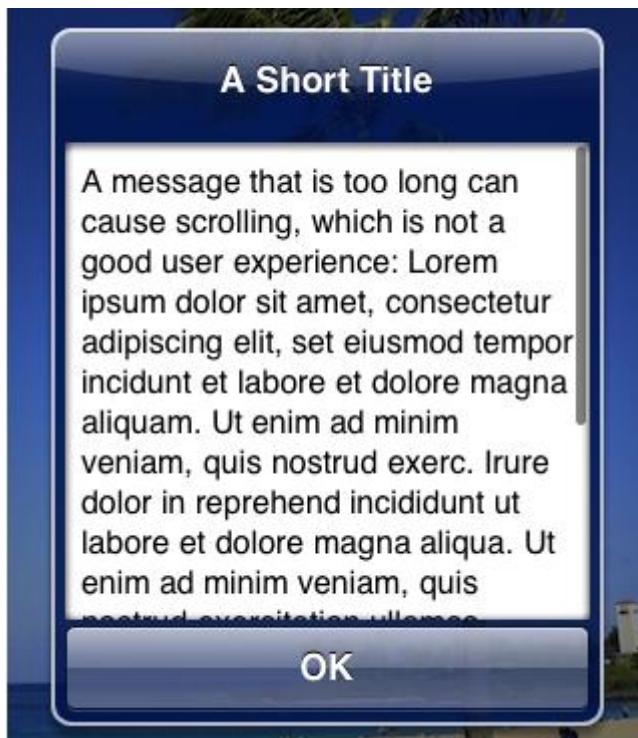 A Short Title
A message that is too long can
cause scrolling, which is not a
good user experience: Lorem
ipsum dolor sit amet, consectetur
adipiscing elit, set eiusmod tempor
incidunt et labore et dolore magna
aliquam. Ut enim ad minim
veniam, quis nostrud exerc. Irure
dolor in reprehend incididunt ut
labore et dolore magna aliqua. Ut
enim ad minim veniam, quis
OK